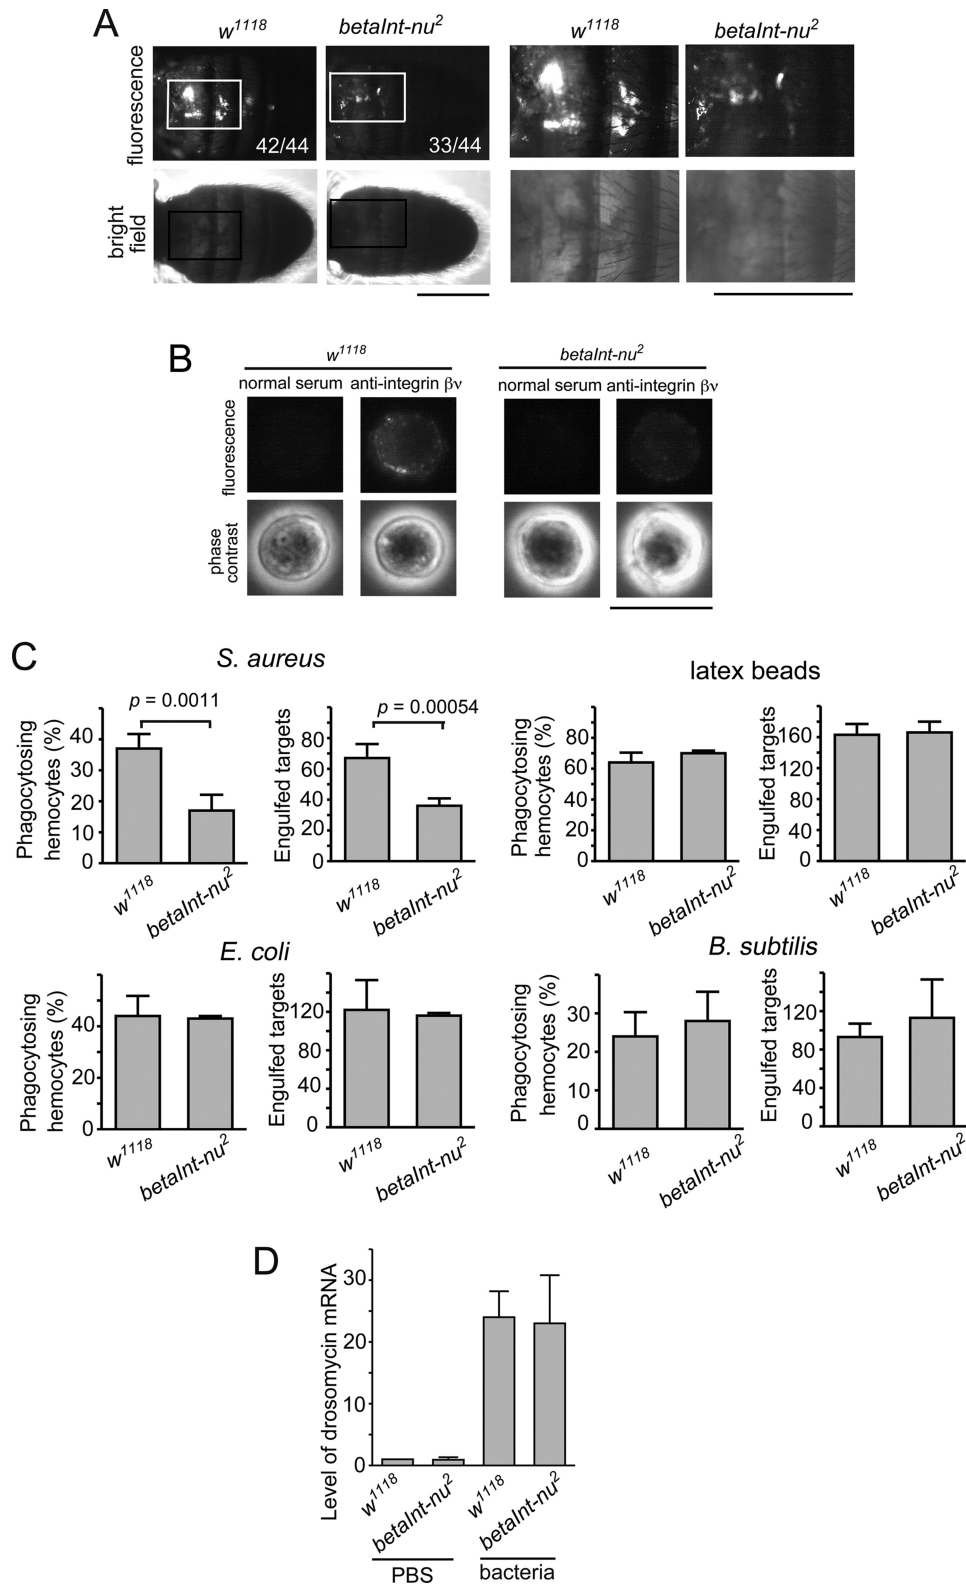 A
w1118
betaInt-nu2
w1118
betaInt-nu2
fluorescence
42/44
33/44
bright
field
B
w1118
betaInt-nu2
normal serum
anti-integrin βν
normal serum
anti-integrin βν
fluorescence
phase
contrast
C
S. aureus
latex beads
p = 0.0011
Phagocytosing
hemocytes (%)
40
30
20
10
0
w1118
betaInt-nu2
p = 0.00054
Engulfed targets
80
60
40
20
0
w1118
betaInt-nu2
Phagocytosing
hemocytes (%)
80
60
40
20
0
w1118
betaInt-nu2
Engulfed targets
160
120
80
40
0
w1118
betaInt-nu2
E. coli
B. subtilis
Phagocytosing
hemocytes (%)
40
20
0
w1118
betaInt-nu2
Engulfed targets
120
80
40
0
w1118
betaInt-nu2
Phagocytosing
hemocytes (%)
30
20
10
0
w1118
betaInt-nu2
Engulfed targets
120
80
40
0
w1118
betaInt-nu2
D
Level of drosomycin mRNA
30
20
10
0
w1118
betaInt-nu2
w1118
betaInt-nu2
PBS
bacteria